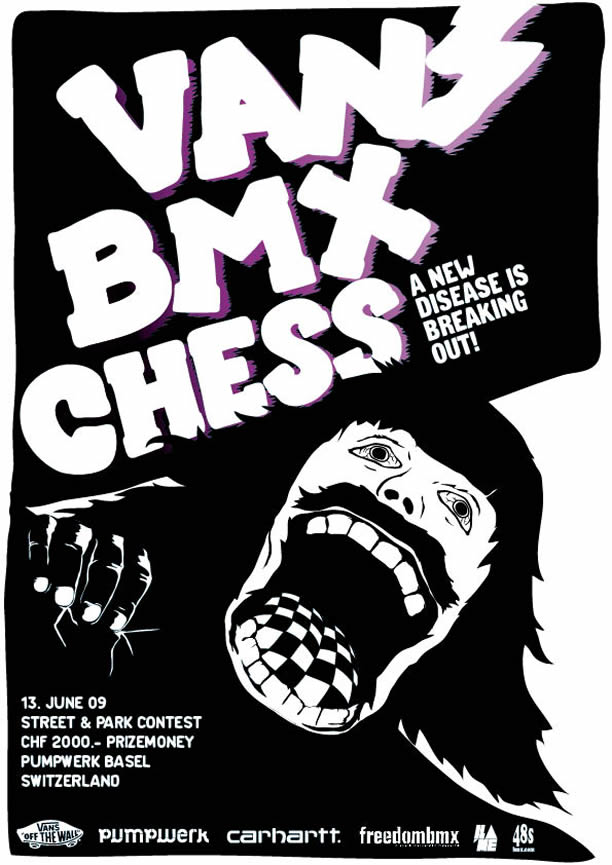 VANS
BMX
CHESS
A NEW
DISEASE IS
BREAKING
OUT!
13. JUNE 09
STREET & PARK CONTEST
CHF 2000.- PRIZEMONEY
PUMPWERK BASEL
SWITZERLAND
VANS
"OFF THE WALL"
pumpwerk
carhartt.
freedombmx
48s